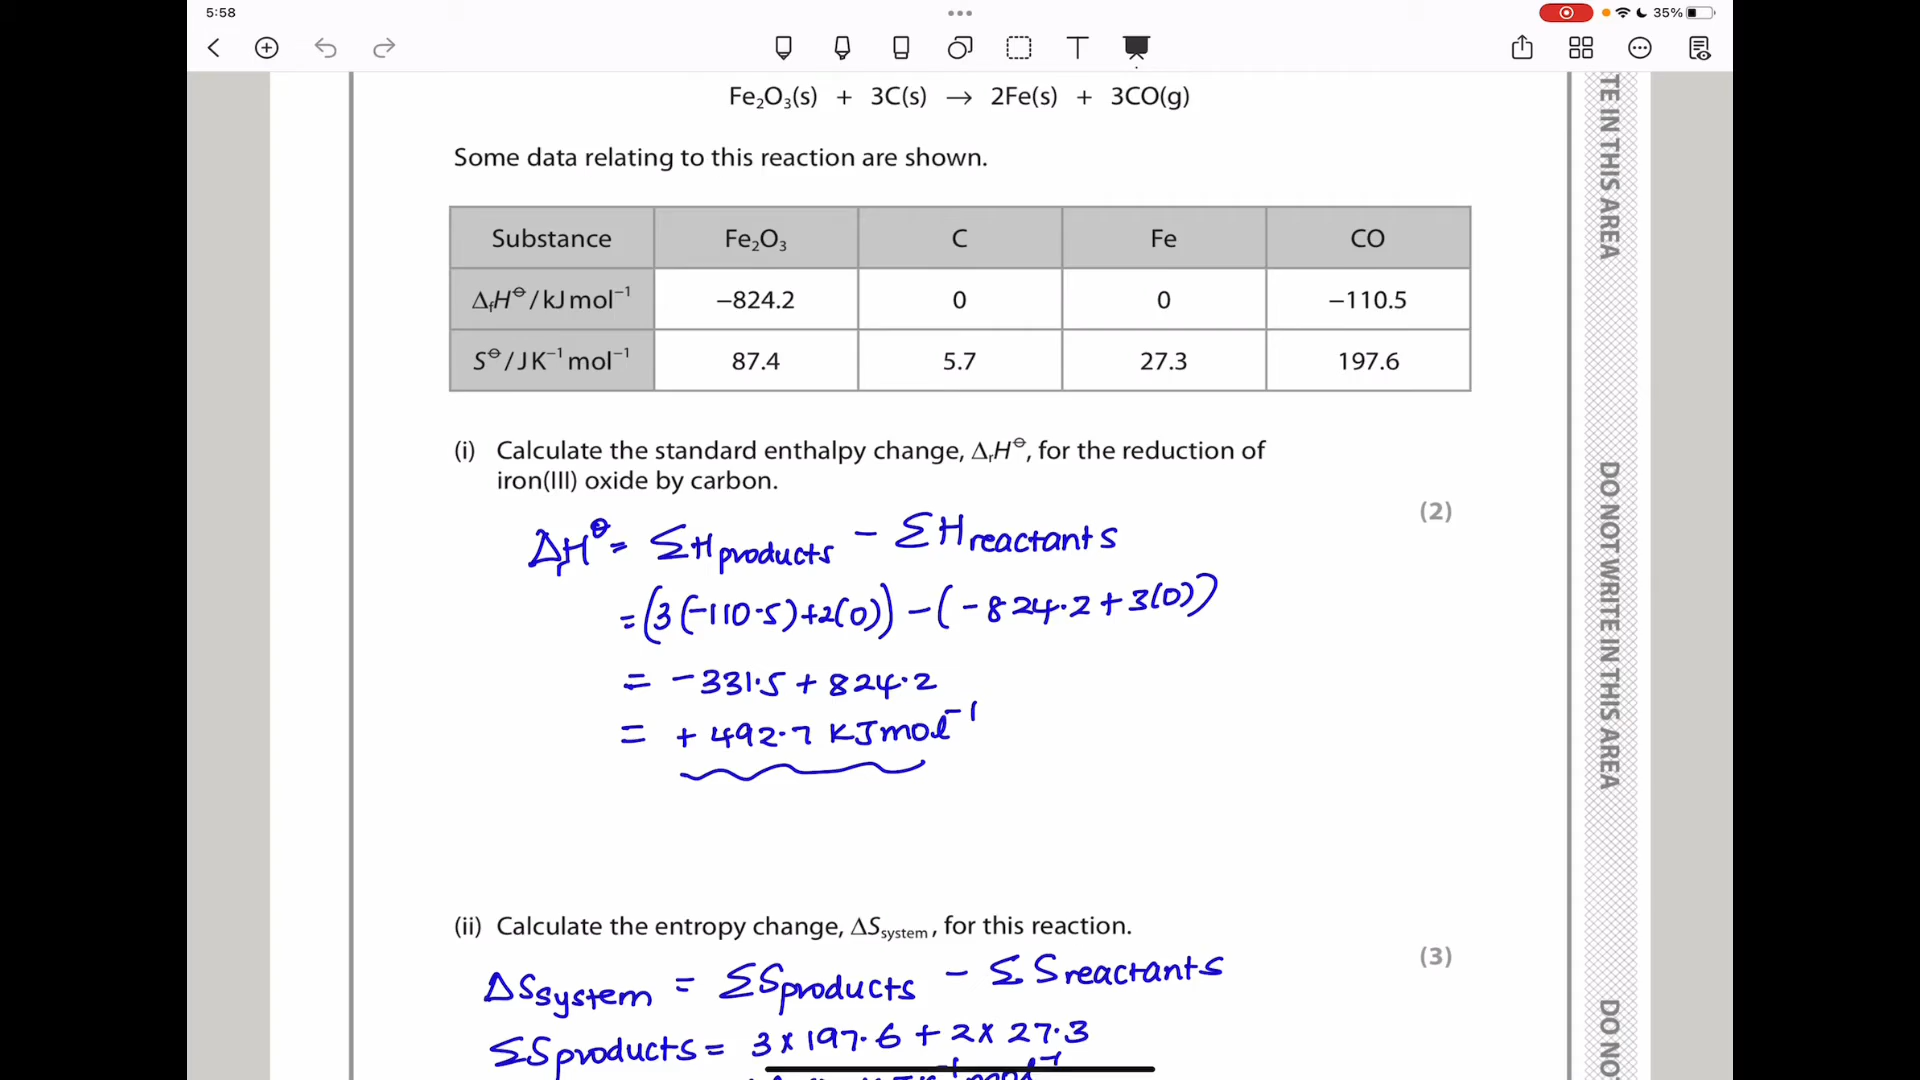 5:58
35%
Fe₂O₃(s) + 3C(s) → 2Fe(s) + 3CO(g)
Some data relating to this reaction are shown.
Substance Fe₂O₃ C Fe CO
ΔfH⦵ / kJ mol⁻¹ −824.2 0 0 −110.5
S⦵ / J K⁻¹ mol⁻¹ 87.4 5.7 27.3 197.6
(i) Calculate the standard enthalpy change, ΔrH⦵, for the reduction of
iron(III) oxide by carbon.
(2)
ΔrH⦵ = ΣH products − ΣH reactants
= (3(−110.5)+2(0)) − (−824.2+3(0))
= −331.5 + 824.2
= + 492.7 KJmol⁻¹
(ii) Calculate the entropy change, ΔSsystem, for this reaction.
(3)
ΔSsystem = ΣSproducts − ΣSreactants
ΣSproducts = 3 × 197.6 + 2 × 27.3
TE IN THIS AREA
DO NOT WRITE IN THIS AREA
DO NO